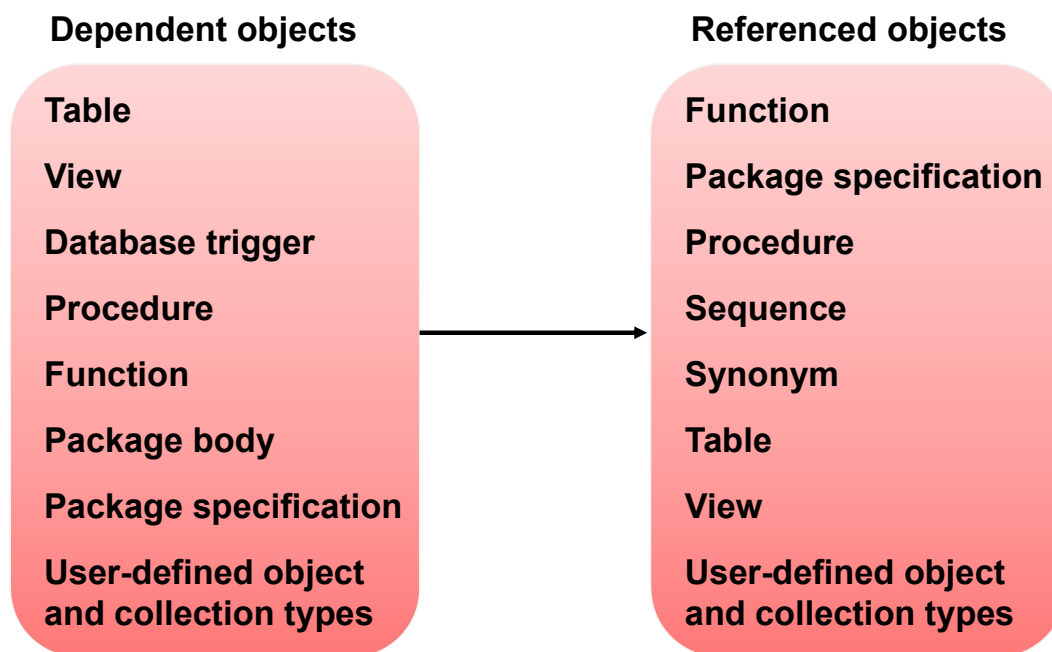 Dependent objects
Table
View
Database trigger
Procedure
Function
Package body
Package specification
User-defined object
and collection types
Referenced objects
Function
Package specification
Procedure
Sequence
Synonym
Table
View
User-defined object
and collection types